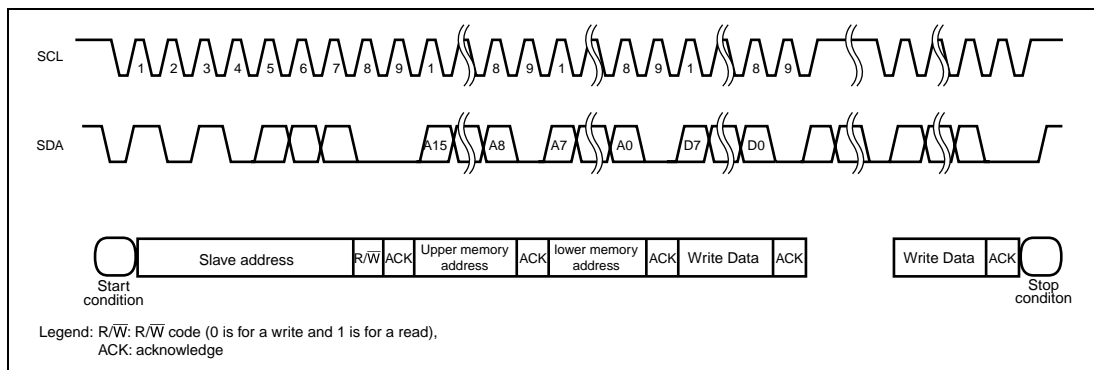 SCL
1 2 3 4 5 6 7 8 9 1 8 9 1 8 9 1 8 9
SDA
A15 A8 A7 A0 D7 D0
Slave address R/W̅ ACK Upper memory address ACK lower memory address ACK Write Data ACK Write Data ACK
Start condition
Stop conditon
Legend: R/W̅: R/W̅ code (0 is for a write and 1 is for a read),
ACK: acknowledge